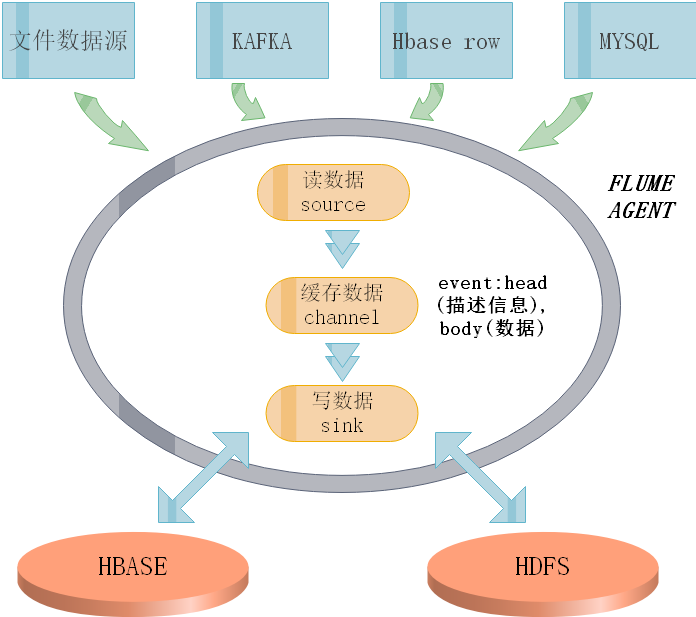 文件数据源
KAFKA
Hbase row
MYSQL
FLUME
AGENT
读数据
source
缓存数据
channel
event:head
(描述信息),
body(数据)
写数据
sink
HBASE
HDFS